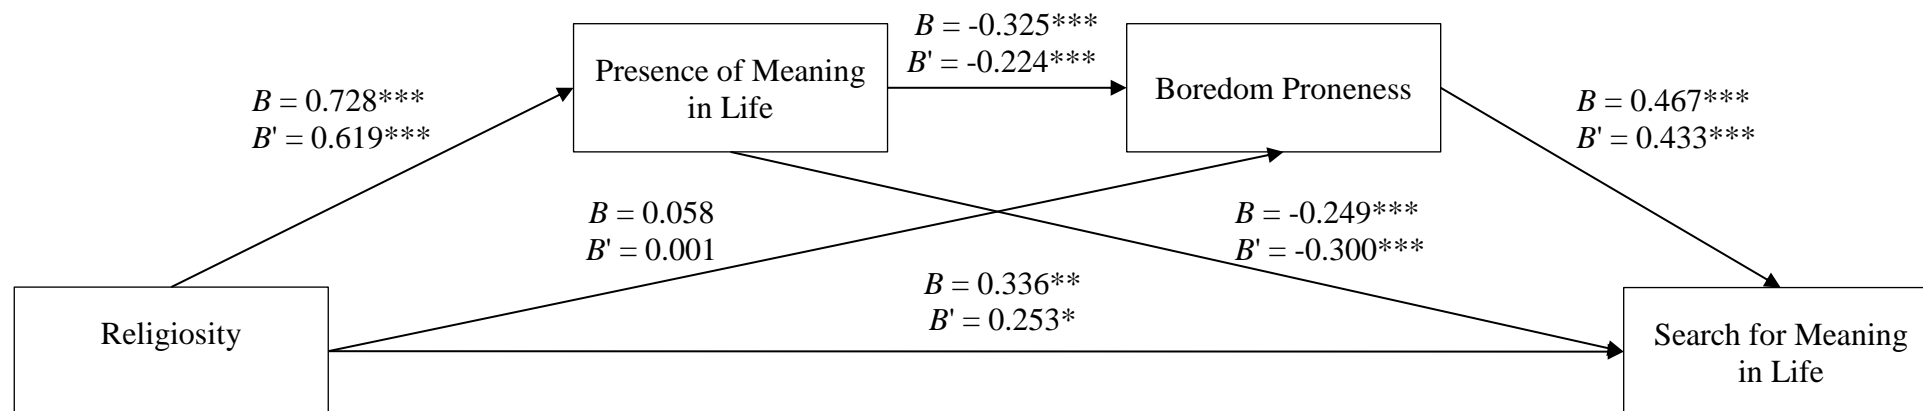 B = -0.325***
B' = -0.224***
Presence of Meaning
in Life
Boredom Proneness
B = 0.728***
B' = 0.619***
B = 0.467***
B' = 0.433***
B = 0.058
B' = 0.001
B = -0.249***
B' = -0.300***
B = 0.336**
B' = 0.253*
Religiosity
Search for Meaning
in Life